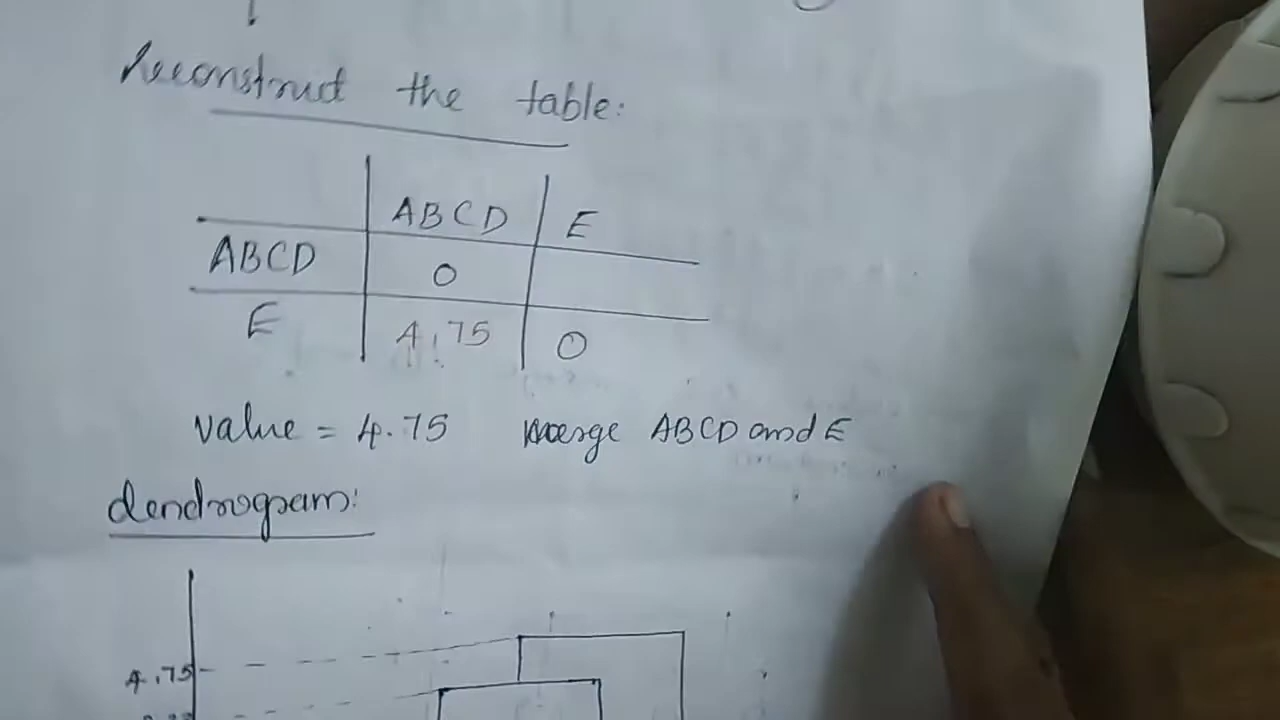 Reconstruct the table:
ABCD E
ABCD 0
E 4.75 0
value = 4.75 merge ABCD and E
dendrogram:
4.75